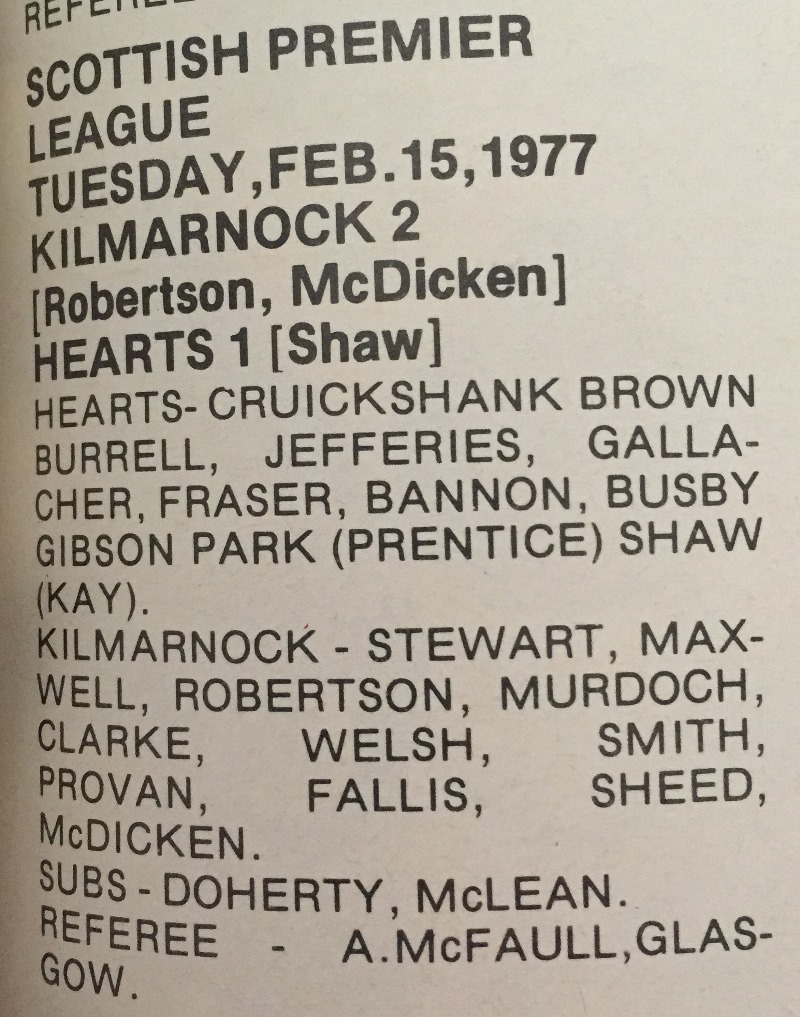 SCOTTISH PREMIER
LEAGUE
TUESDAY,FEB.15,1977
KILMARNOCK 2
[Robertson, McDicken]
HEARTS 1 [Shaw]
HEARTS- CRUICKSHANK BROWN
BURRELL, JEFFERIES, GALLA-
CHER, FRASER, BANNON, BUSBY
GIBSON PARK (PRENTICE) SHAW
(KAY).
KILMARNOCK - STEWART, MAX-
WELL, ROBERTSON, MURDOCH,
CLARKE, WELSH, SMITH,
PROVAN, FALLIS, SHEED,
McDICKEN.
SUBS - DOHERTY, McLEAN.
REFEREE - A.McFAULL,GLAS-
GOW.